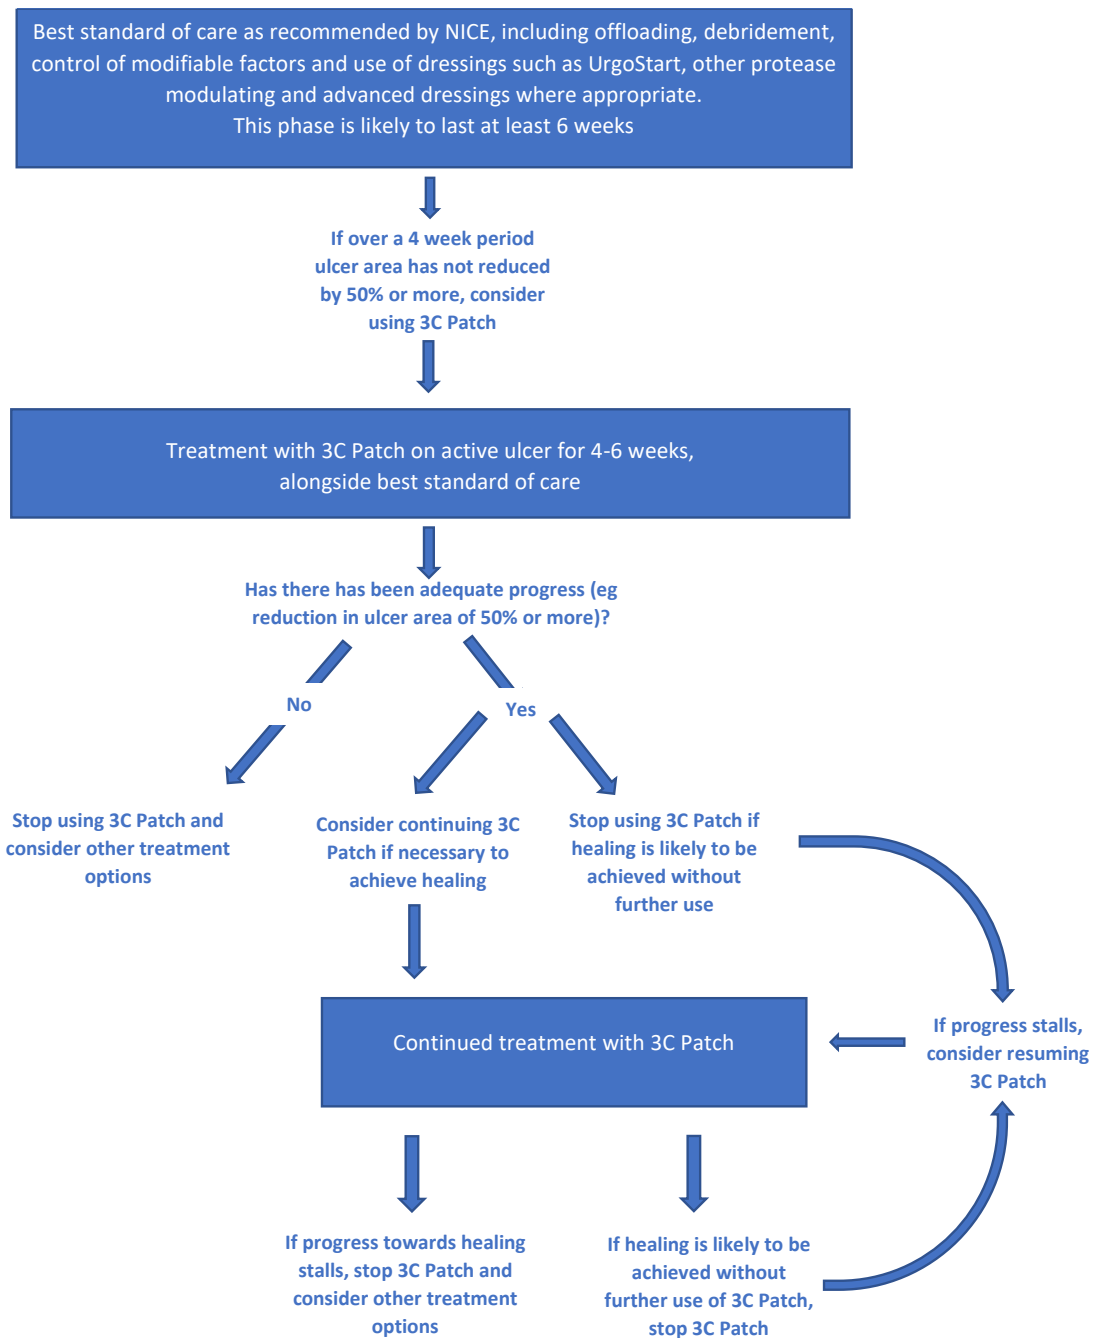 Best standard of care as recommended by NICE, including offloading, debridement,
control of modifiable factors and use of dressings such as UrgoStart, other protease
modulating and advanced dressings where appropriate.
This phase is likely to last at least 6 weeks
If over a 4 week period
ulcer area has not reduced
by 50% or more, consider
using 3C Patch
Treatment with 3C Patch on active ulcer for 4-6 weeks,
alongside best standard of care
Has there has been adequate progress (eg
reduction in ulcer area of 50% or more)?
No
Yes
Stop using 3C Patch and
consider other treatment
options
Consider continuing 3C
Patch if necessary to
achieve healing
Stop using 3C Patch if
healing is likely to be
achieved without
further use
If progress stalls,
consider resuming
3C Patch
Continued treatment with 3C Patch
If progress towards healing
stalls, stop 3C Patch and
consider other treatment
options
If healing is likely to be
achieved without
further use of 3C Patch,
stop 3C Patch